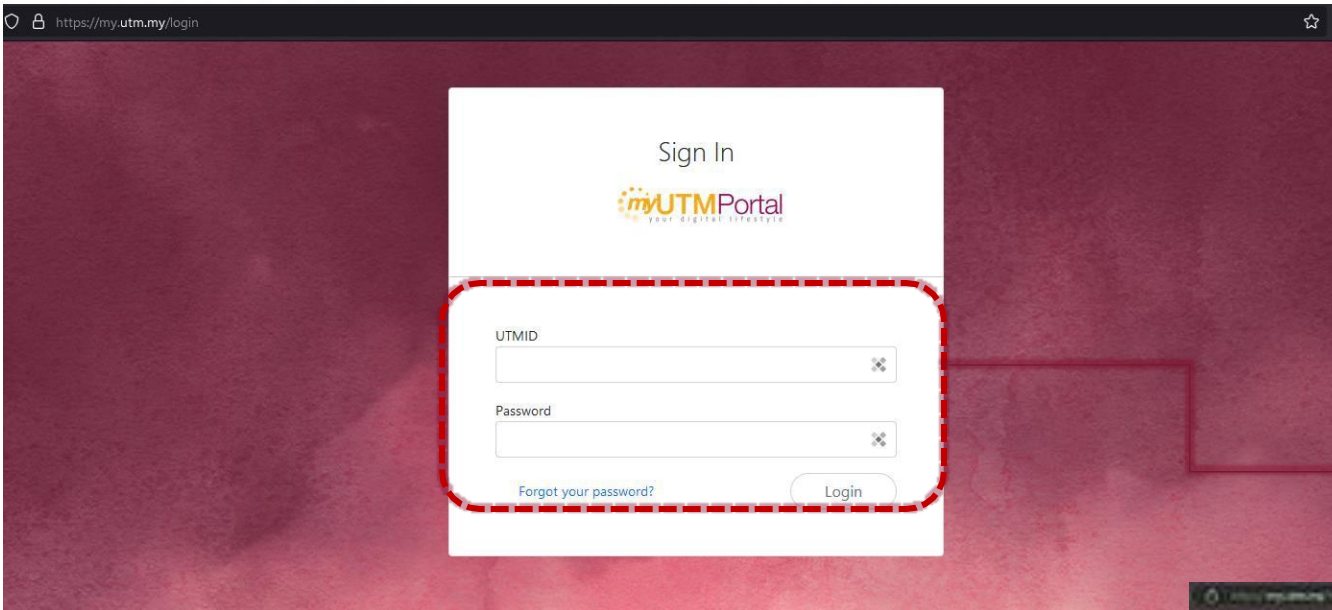 https://my.utm.my/login
Sign In
myUTMPortal
your digital lifestyle
UTMID
Password
Forgot your password?
Login